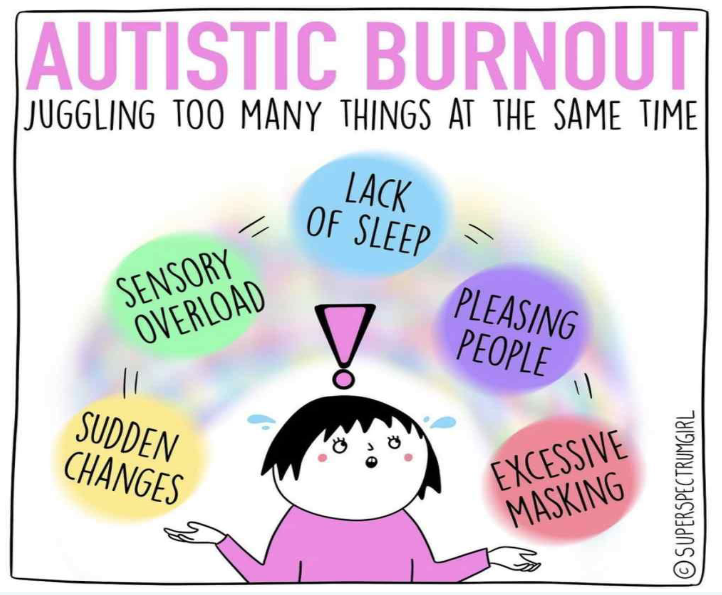 AUTISTIC BURNOUT
JUGGLING TOO MANY THINGS AT THE SAME TIME
LACK
OF SLEEP
SENSORY
OVERLOAD
PLEASING
PEOPLE
SUDDEN
CHANGES
EXCESSIVE
MASKING
!
© SUPERSPECTRUMGIRL